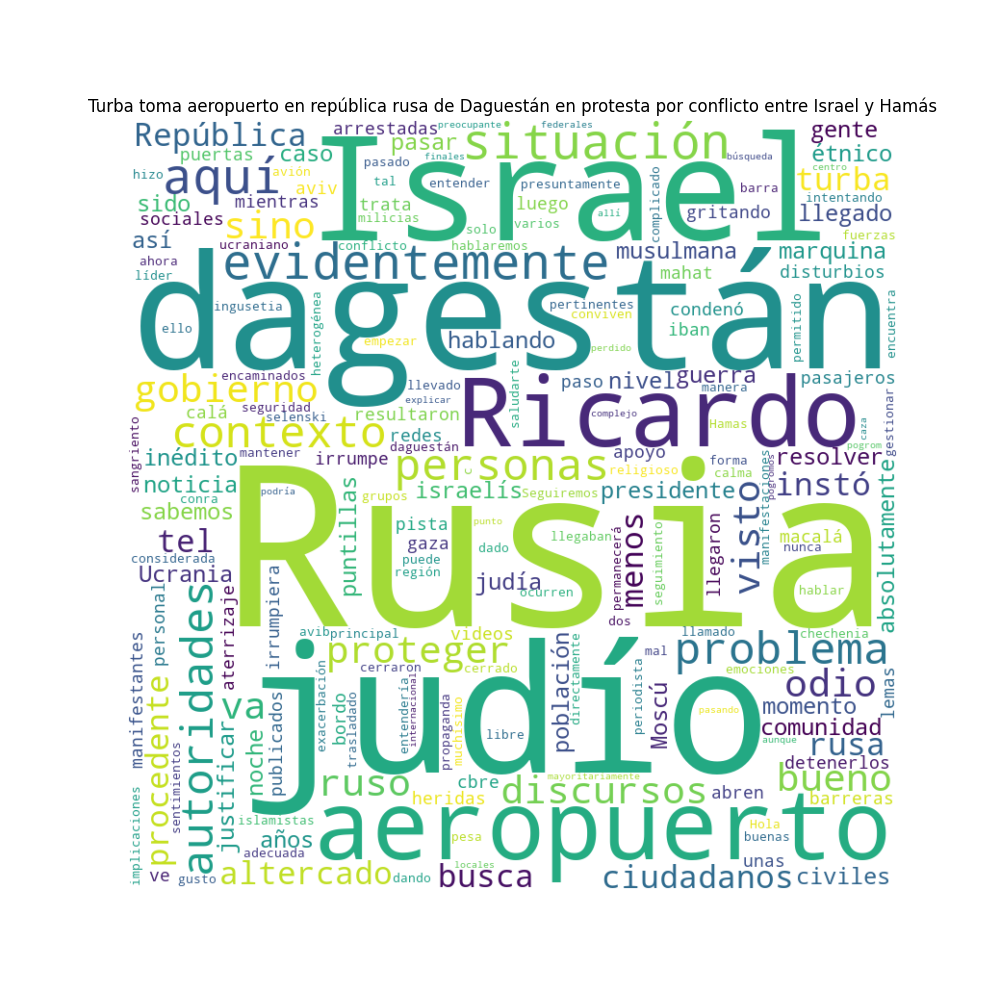 Turba toma aeropuerto en república rusa de Daguestán en protesta por conflicto entre Israel y Hamás
República
arrestadas
preocupante
federales
gente
puertas
caso
pasar
situación
étnico
finales
búsqueda
centro
hizo
aquí
avión
pasado
Israel
turba
aviv
tal
entender
presuntamente
complicado
barra
intentando
sido
mientras
trata
luego
allí
gritando
llegado
sociales
sino
milicias
solo
varios
fuerzas
así
ucraniano
conflicto
hablaremos
musulmana
marquina
ahora
evidentemente
mahat
disturbios
líder
dagestán
ingusetia
heterogénea
pertinentes
conviven
condenó
permitido
encuentra
ello
empezar
hablando
iban
perdido
encaminados
gobierno
llevado
Ricardo
paso
nivel
guerra
manera
pasajeros
explicar
saludarte
calá
seguridad
selenski
resultaron
complejo
Hamas
caza
gestionar
sangriento
contexto
redes
apoyo
pogrom
inédito
mantener
irrumpe
daguestán
personas
religioso
forma
calma
pogromos
resolver
absolutamente
noticia
conra
podría
puntillas
grupos
israelís
Seguiremos
presidente
visto
manifestaciones
instó
sabemos
Rusia
pista
punto
menos
llegaron
macalá
tel
gaza
dado
llegaban
permanecerá
seguimiento
nunca
considerada
puede
región
judía
ocurren
hablar
Ucrania
dos
autoridades
aterrizaje
irrumpiera
avib
principal
vídeos
llamado
chechenia
manifestantes
personal
judío
proteger
cerraron
cerrado
población
directamente
mal
problema
lemas
periodista
emociones
procedente
va
publicados
exacerbación
bordo
trasladado
entendería
internacional
propaganda
muchísimo
libre
Moscú
pasando
odio
momento
justificar
noche
comunidad
aunque
rusa
detenerlos
sentimientos
implicaciones
ruso
cbre
mayoritariamente
discursos
abren
bueno
heridas
barreras
islamistas
aeropuerto
años
pesa
Hola
buenas
adecuada
locales
unas
ve
gusto
altercado
dando
busca
ciudadanos
civiles